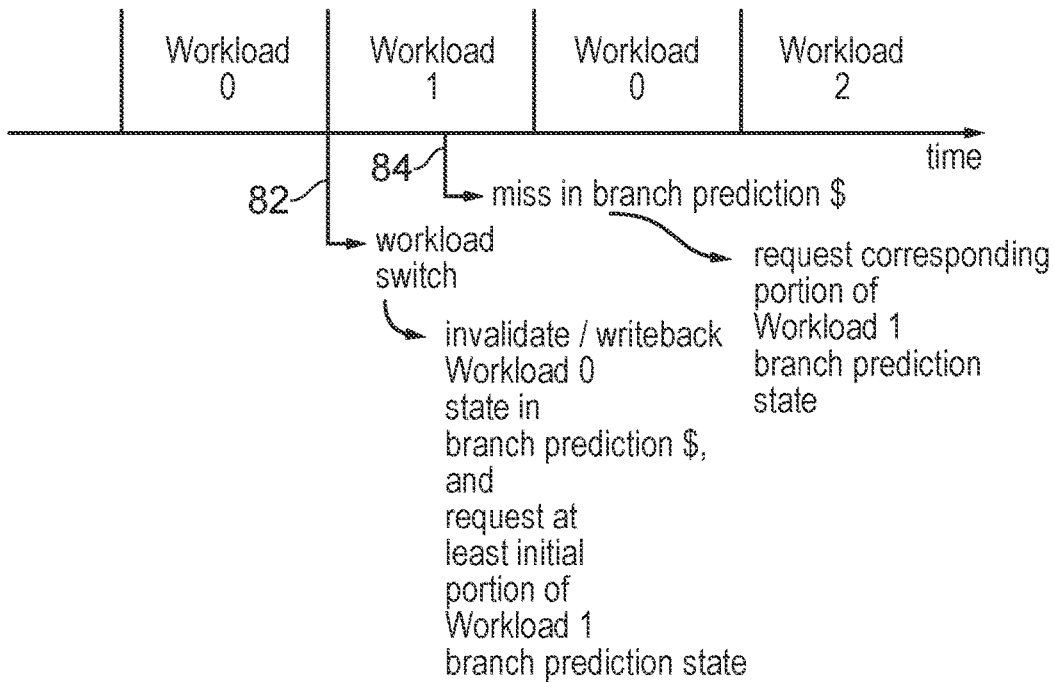 Workload
0
Workload
1
Workload
0
Workload
2
time
82
84
miss in branch prediction $
workload
switch
request corresponding
portion of
Workload 1
branch prediction
state
invalidate / writeback
Workload 0
state in
branch prediction $,
and
request at
least initial
portion of
Workload 1
branch prediction state